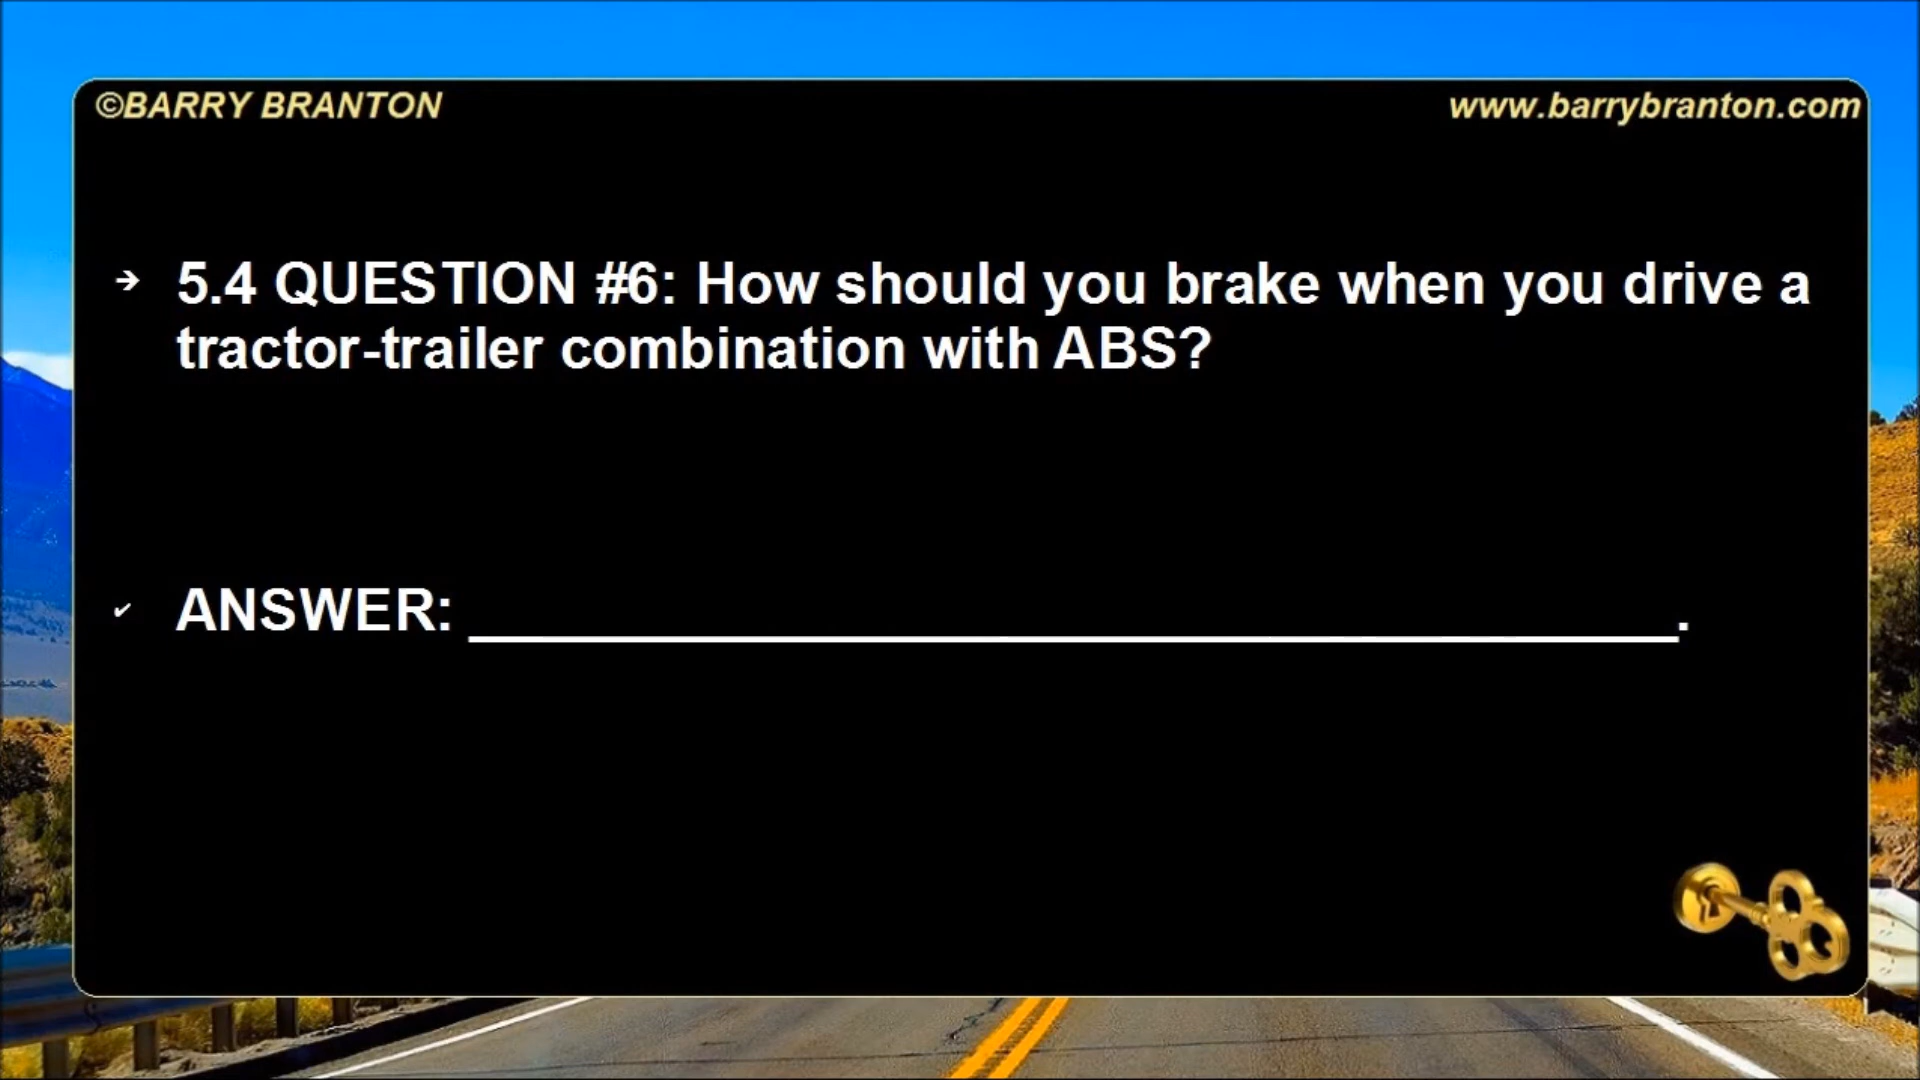 ©BARRY BRANTON
www.barrybranton.com
5.4 QUESTION #6: How should you brake when you drive a
tractor-trailer combination with ABS?
ANSWER: ____________________________________.